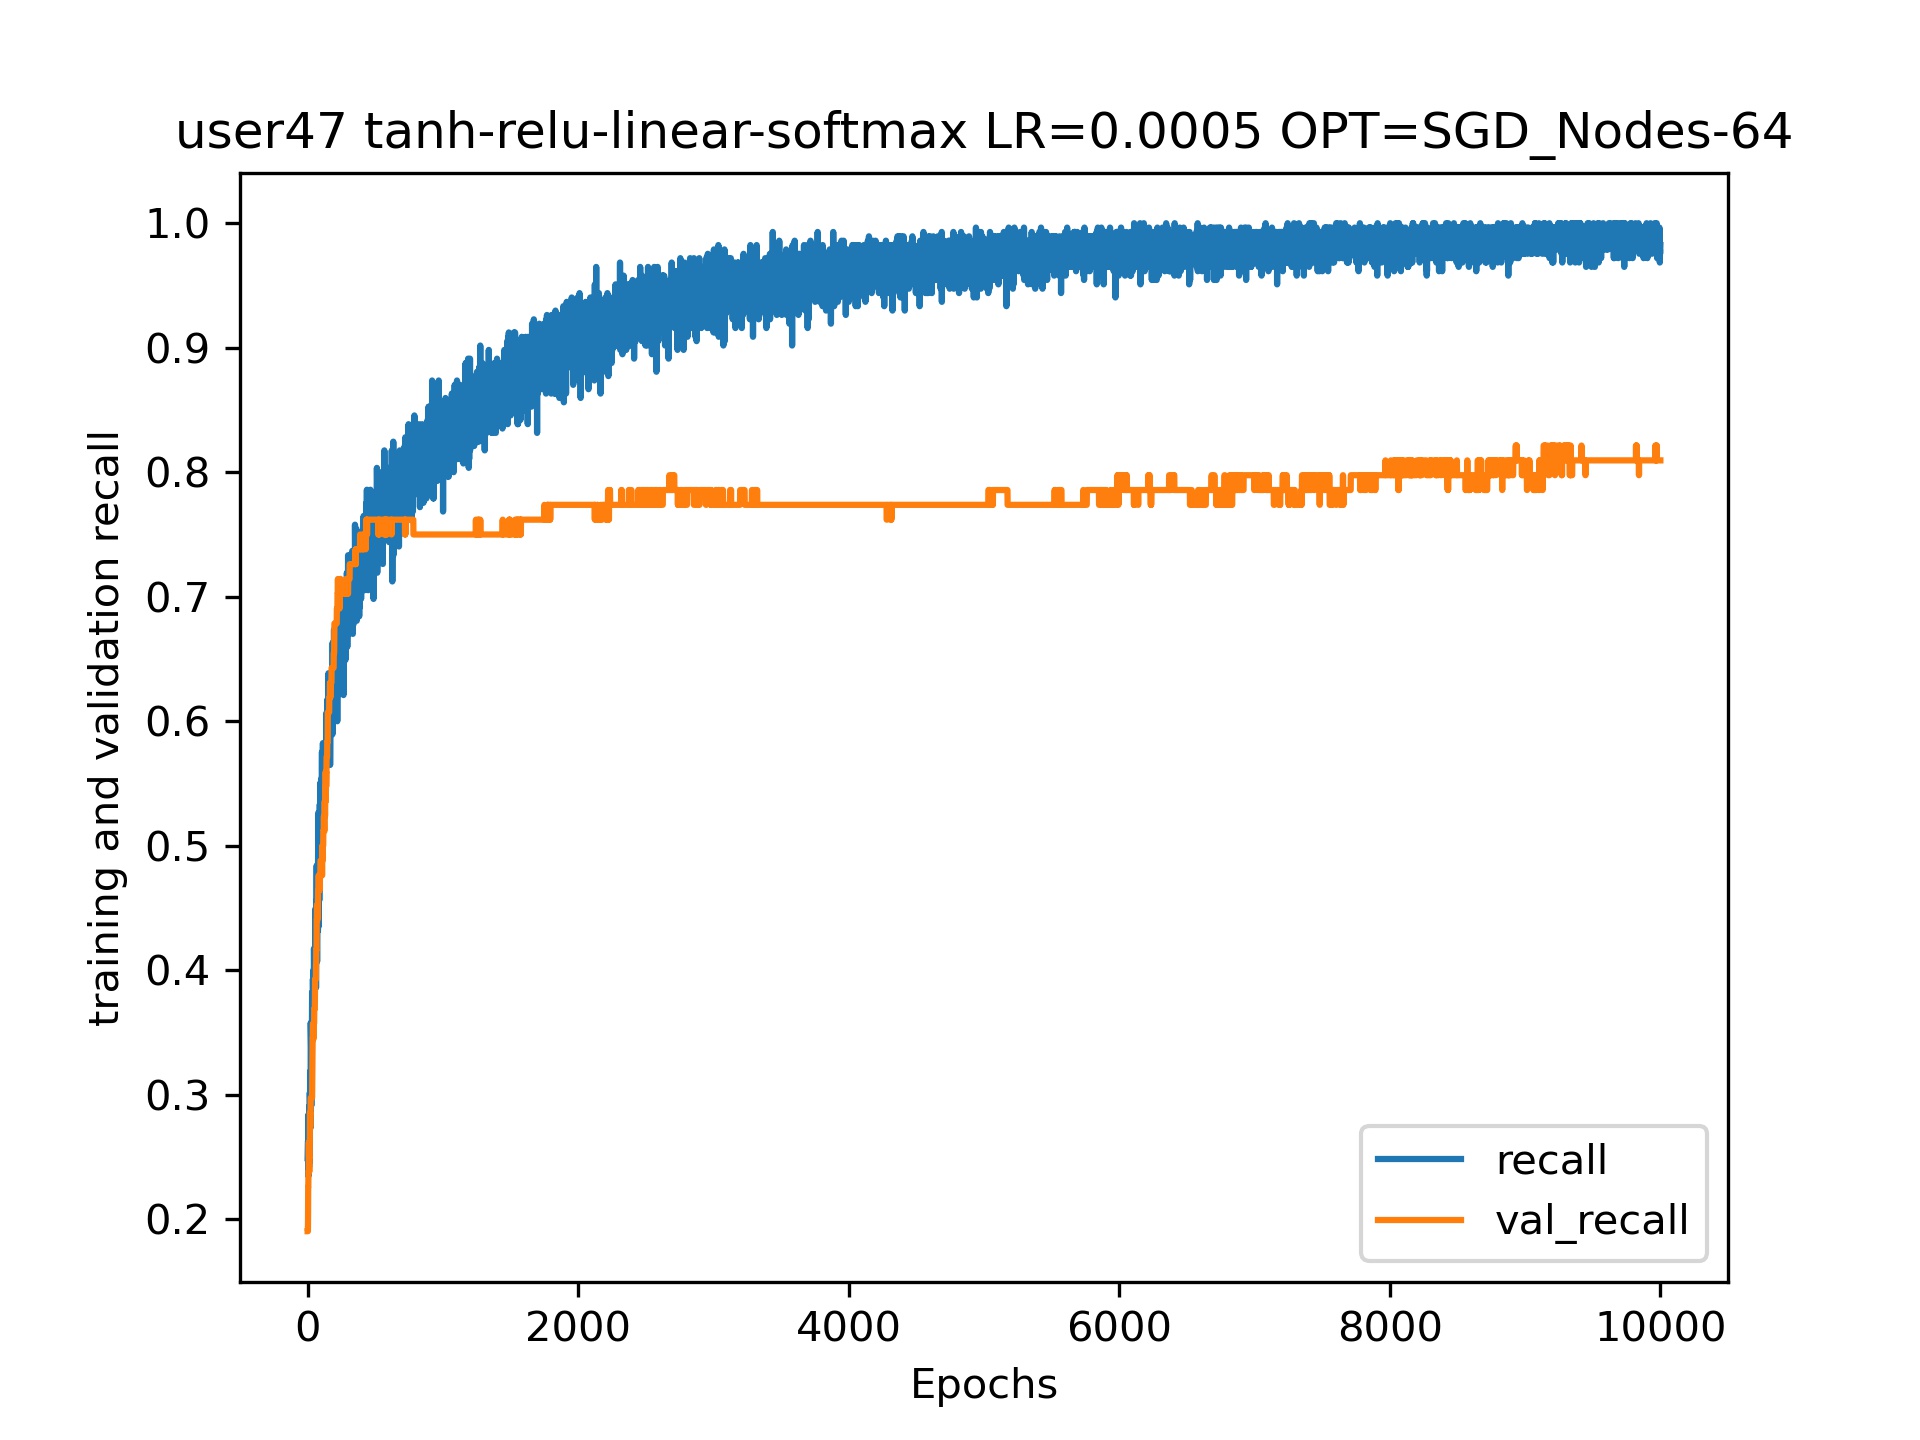 user47 tanh-relu-linear-softmax LR=0.0005 OPT=SGD_Nodes-64
training and validation recall
1.0
0.9
0.8
0.7
0.6
0.5
0.4
0.3
0.2
recall
val_recall
0 2000 4000 6000 8000 10000
Epochs